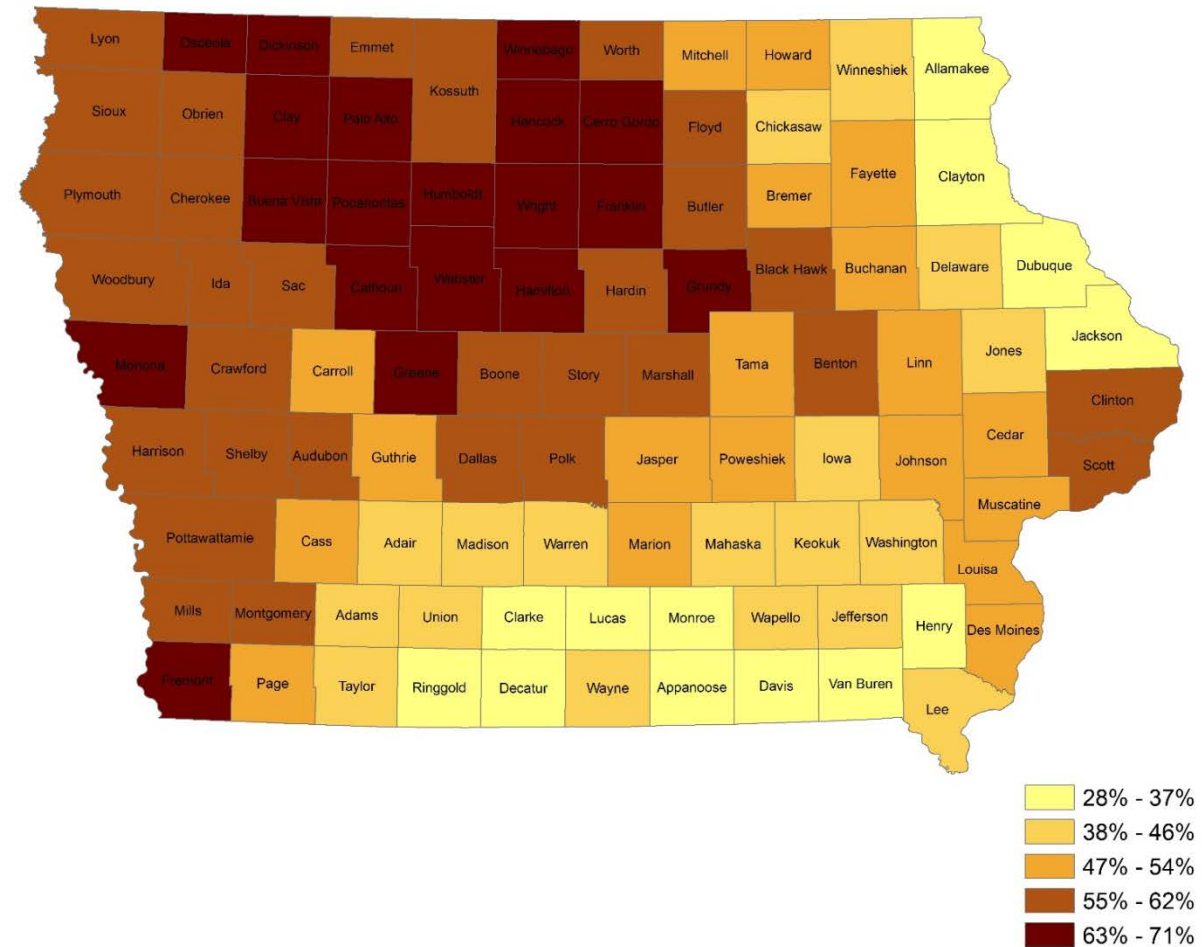 Lyon
Osceola
Dickinson
Emmet
Kossuth
Winnebago
Worth
Mitchell
Howard
Winneshiek
Allamakee
Sioux
Obrien
Clay
Palo Alto
Hancock
Cerro Gordo
Floyd
Chickasaw
Plymouth
Cherokee
Buena Vista
Pocahontas
Humboldt
Wright
Franklin
Butler
Bremer
Fayette
Clayton
Woodbury
Ida
Sac
Calhoun
Webster
Hamilton
Hardin
Grundy
Black Hawk
Buchanan
Delaware
Dubuque
Monona
Crawford
Carroll
Greene
Boone
Story
Marshall
Tama
Benton
Linn
Jones
Jackson
Clinton
Harrison
Shelby
Audubon
Guthrie
Dallas
Polk
Jasper
Poweshiek
Iowa
Johnson
Cedar
Scott
Muscatine
Pottawattamie
Cass
Adair
Madison
Warren
Marion
Mahaska
Keokuk
Washington
Louisa
Mills
Montgomery
Adams
Union
Clarke
Lucas
Monroe
Wapello
Jefferson
Henry
Des Moines
Fremont
Page
Taylor
Ringgold
Decatur
Wayne
Appanoose
Davis
Van Buren
Lee
28% - 37%
38% - 46%
47% - 54%
55% - 62%
63% - 71%